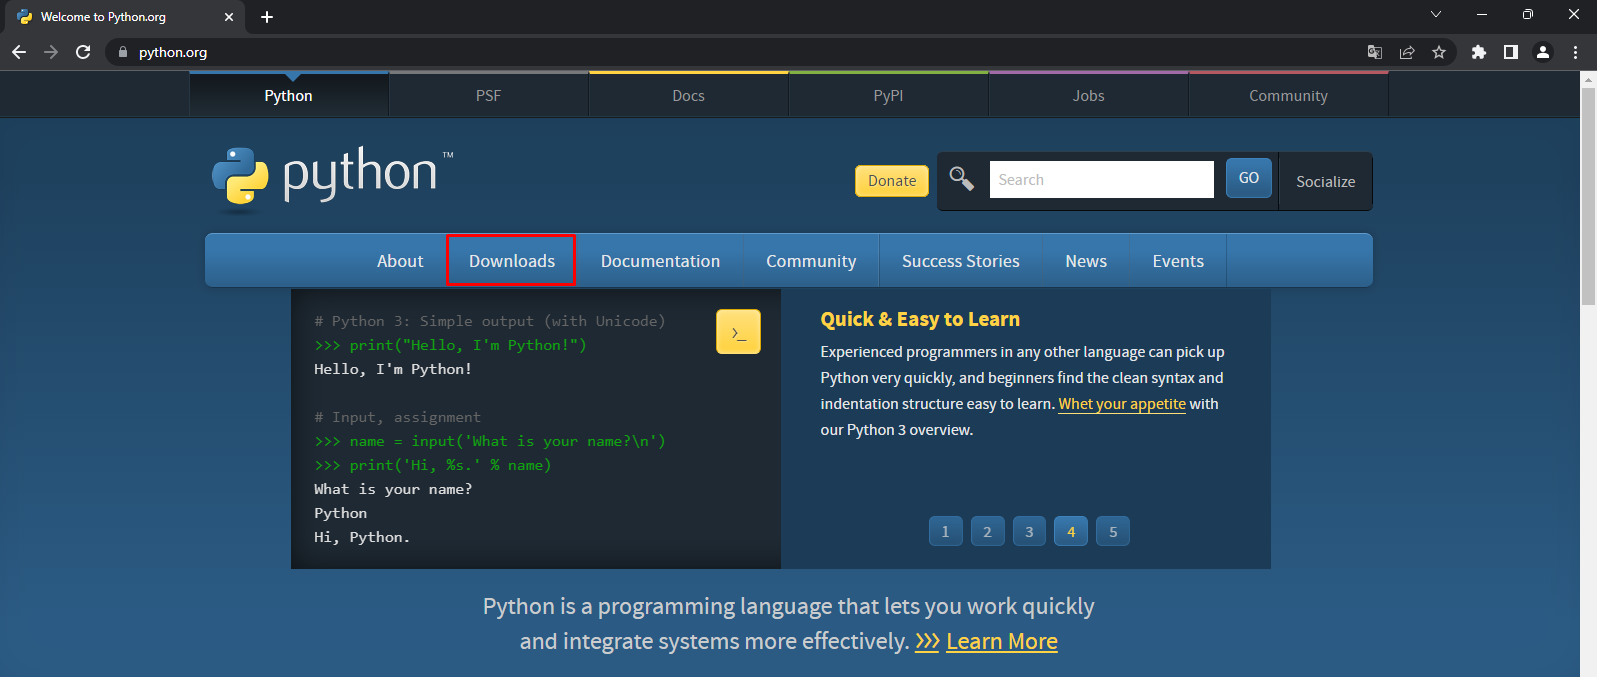 Welcome to Python.org
python.org
Python PSF Docs PyPI Jobs Community
python™
Donate Search GO Socialize
About Downloads Documentation Community Success Stories News Events
# Python 3: Simple output (with Unicode)
>>> print("Hello, I'm Python!")
Hello, I'm Python!
# Input, assignment
>>> name = input('What is your name?\n')
>>> print('Hi, %s.' % name)
What is your name?
Python
Hi, Python.
>_
Quick & Easy to Learn
Experienced programmers in any other language can pick up
Python very quickly, and beginners find the clean syntax and
indentation structure easy to learn. Whet your appetite with
our Python 3 overview.
1 2 3 4 5
Python is a programming language that lets you work quickly
and integrate systems more effectively. >>> Learn More